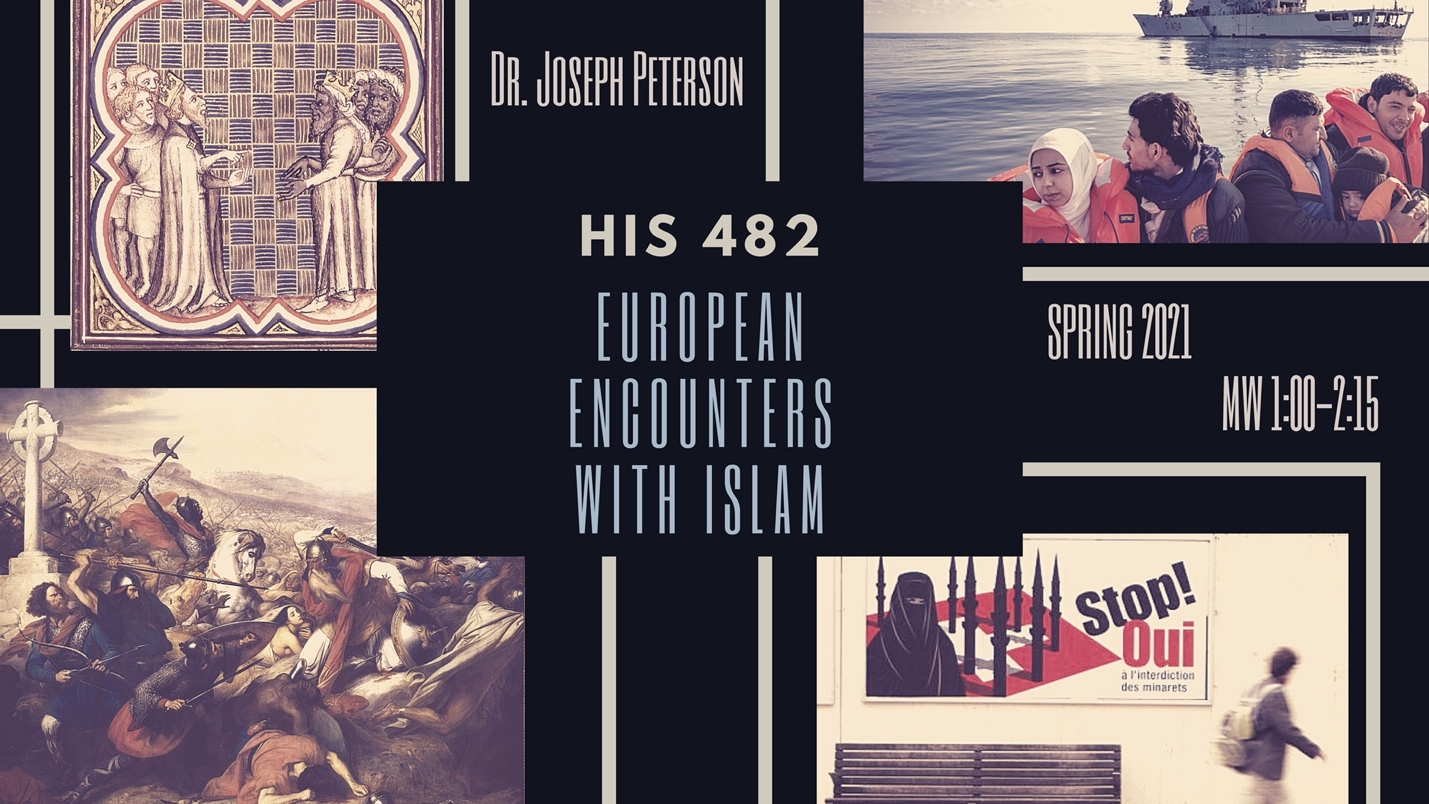 DR. JOSEPH PETERSON
HIS 482
EUROPEAN
ENCOUNTERS
WITH ISLAM
SPRING 2021
MW 1:00–2:15
Stop!
Oui
à l'interdiction
des minarets